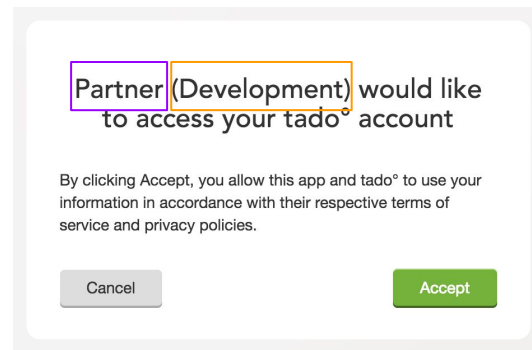 Partner (Development) would like
to access your tado° account
By clicking Accept, you allow this app and tado° to use your
information in accordance with their respective terms of
service and privacy policies.
Cancel
Accept